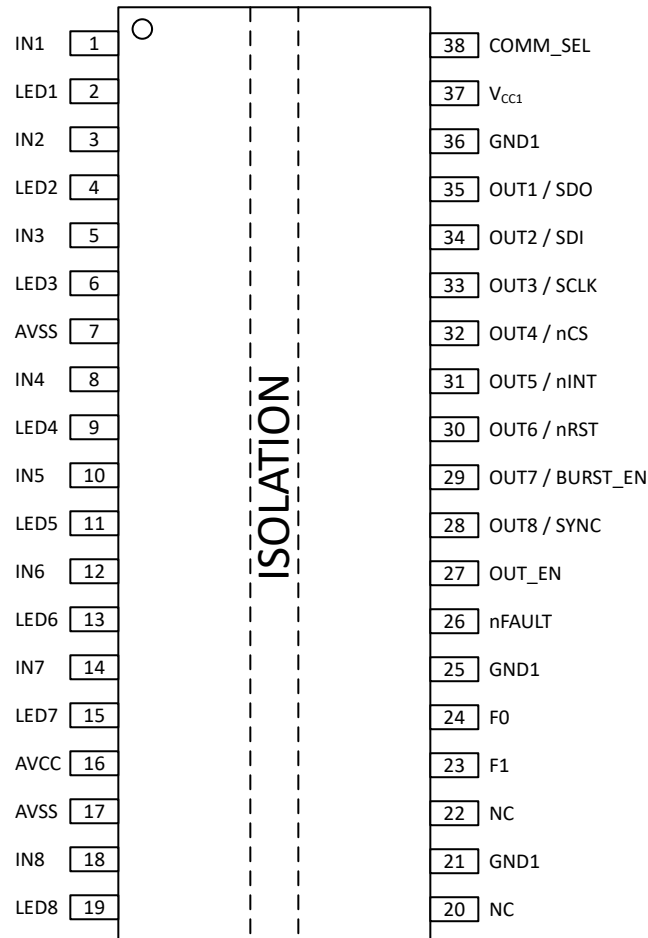 IN1 1 38 COMM_SEL
LED1 2 37 VCC1
IN2 3 36 GND1
LED2 4 35 OUT1 / SDO
IN3 5 34 OUT2 / SDI
LED3 6 33 OUT3 / SCLK
AVSS 7 32 OUT4 / nCS
IN4 8 31 OUT5 / nINT
LED4 9 30 OUT6 / nRST
IN5 10 29 OUT7 / BURST_EN
LED5 11 28 OUT8 / SYNC
IN6 12 27 OUT_EN
LED6 13 26 nFAULT
IN7 14 25 GND1
LED7 15 24 F0
AVCC 16 23 F1
AVSS 17 22 NC
IN8 18 21 GND1
LED8 19 20 NC
ISOLATION